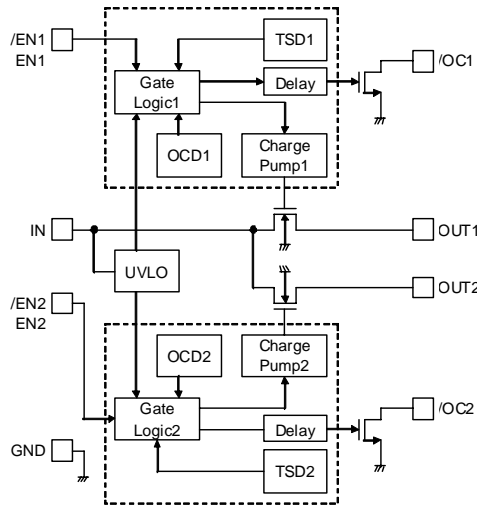 /EN1
EN1
TSD1
/OC1
Gate
Logic1
Delay
OCD1
Charge
Pump1
IN
OUT1
UVLO
OUT2
/EN2
EN2
OCD2
Charge
Pump2
/OC2
Gate
Logic2
Delay
GND
TSD2